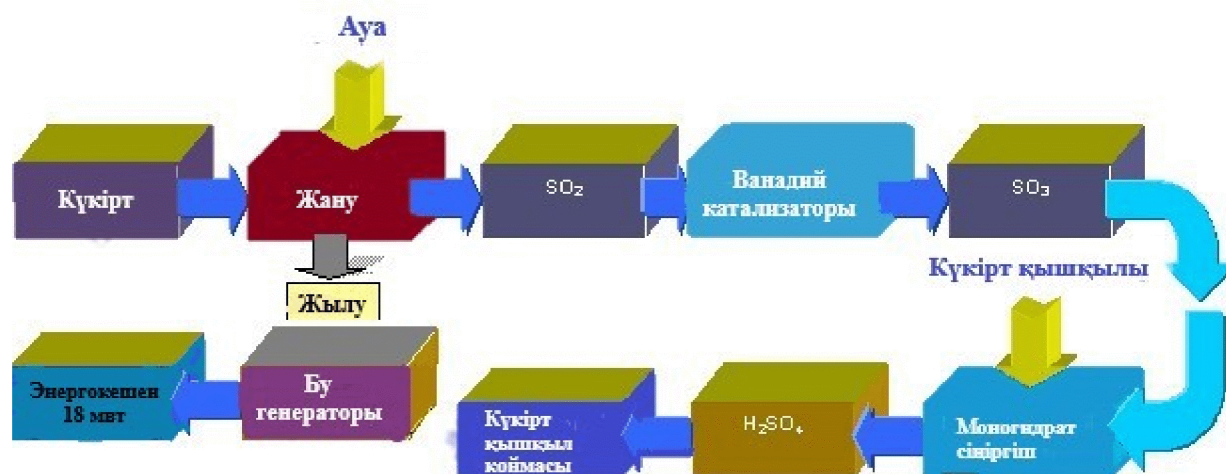 Ауа
Күкірт
Жану
SO₂
Ванадий
катализаторы
SO₃
Күкірт қышқылы
Жылу
Энергокешен
18 мвт
Бу
генераторы
Күкірт
қышқыл
қоймасы
H₂SO₄
Моногидрат
сіңіргіш